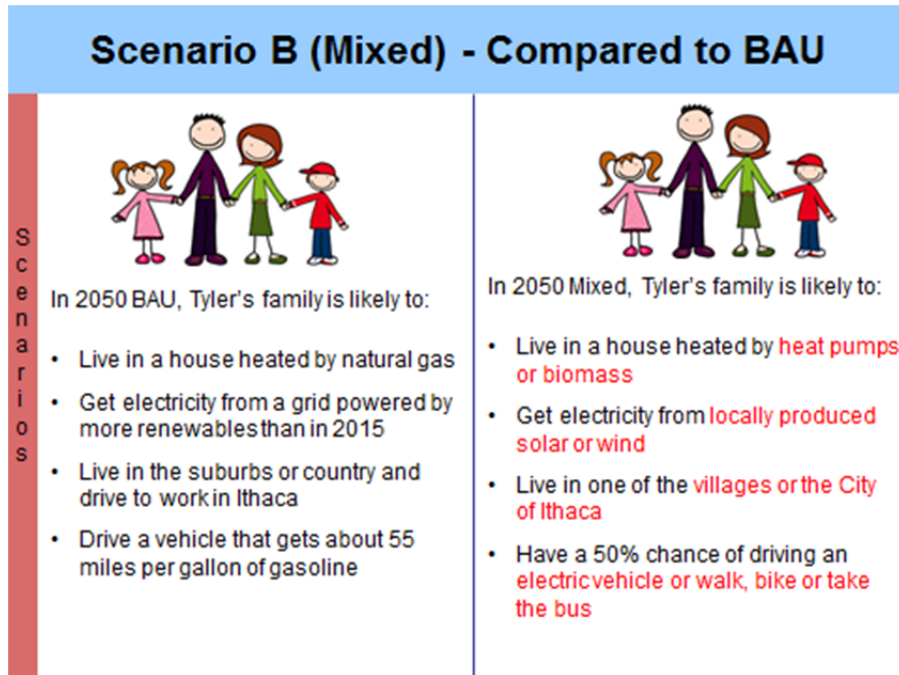 Scenario B (Mixed) - Compared to BAU
Scenarios
In 2050 BAU, Tyler's family is likely to:
• Live in a house heated by natural gas
• Get electricity from a grid powered by
more renewables than in 2015
• Live in the suburbs or country and
drive to work in Ithaca
• Drive a vehicle that gets about 55
miles per gallon of gasoline
In 2050 Mixed, Tyler's family is likely to:
• Live in a house heated by heat pumps
or biomass
• Get electricity from locally produced
solar or wind
• Live in one of the villages or the City
of Ithaca
• Have a 50% chance of driving an
electric vehicle or walk, bike or take
the bus